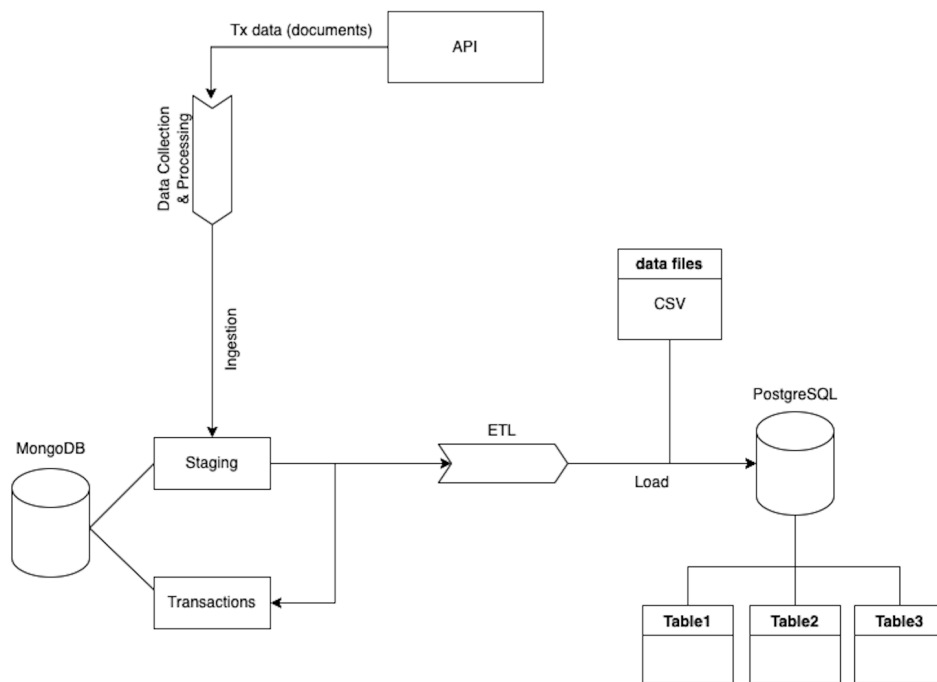 Tx data (documents)
API
Data Collection
& Processing
Ingestion
data files
CSV
PostgreSQL
ETL
MongoDB
Staging
Load
Transactions
Table1
Table2
Table3